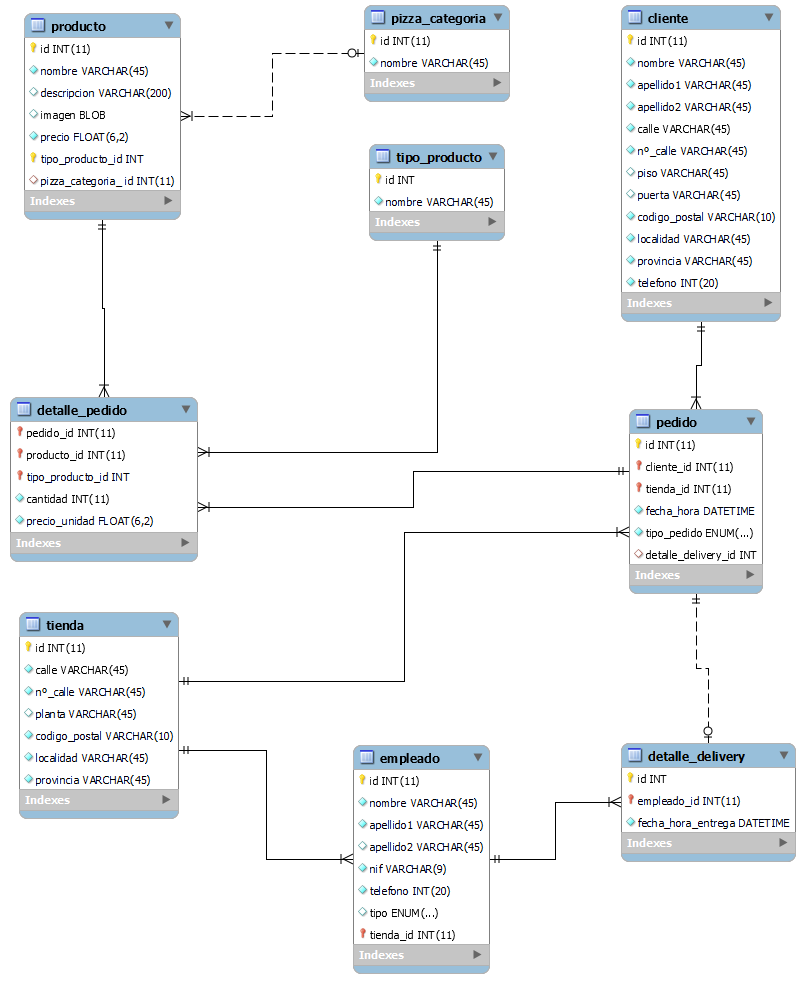 producto
id INT(11)
nombre VARCHAR(45)
descripcion VARCHAR(200)
imagen BLOB
precio FLOAT(6,2)
tipo_producto_id INT
pizza_categoria_ id INT(11)
Indexes
pizza_categoria
id INT(11)
nombre VARCHAR(45)
Indexes
tipo_producto
id INT
nombre VARCHAR(45)
Indexes
cliente
id INT(11)
nombre VARCHAR(45)
apellido1 VARCHAR(45)
apellido2 VARCHAR(45)
calle VARCHAR(45)
nº_calle VARCHAR(45)
piso VARCHAR(45)
puerta VARCHAR(45)
codigo_postal VARCHAR(10)
localidad VARCHAR(45)
provincia VARCHAR(45)
telefono INT(20)
Indexes
detalle_pedido
pedido_id INT(11)
producto_id INT(11)
tipo_producto_id INT
cantidad INT(11)
precio_unidad FLOAT(6,2)
Indexes
pedido
id INT(11)
cliente_id INT(11)
tienda_id INT(11)
fecha_hora DATETIME
tipo_pedido ENUM(...)
detalle_delivery_id INT
Indexes
tienda
id INT(11)
calle VARCHAR(45)
nº_calle VARCHAR(45)
planta VARCHAR(45)
codigo_postal VARCHAR(10)
localidad VARCHAR(45)
provincia VARCHAR(45)
Indexes
empleado
id INT(11)
nombre VARCHAR(45)
apellido1 VARCHAR(45)
apellido2 VARCHAR(45)
nif VARCHAR(9)
telefono INT(20)
tipo ENUM(...)
tienda_id INT(11)
Indexes
detalle_delivery
id INT
empleado_id INT(11)
fecha_hora_entrega DATETIME
Indexes